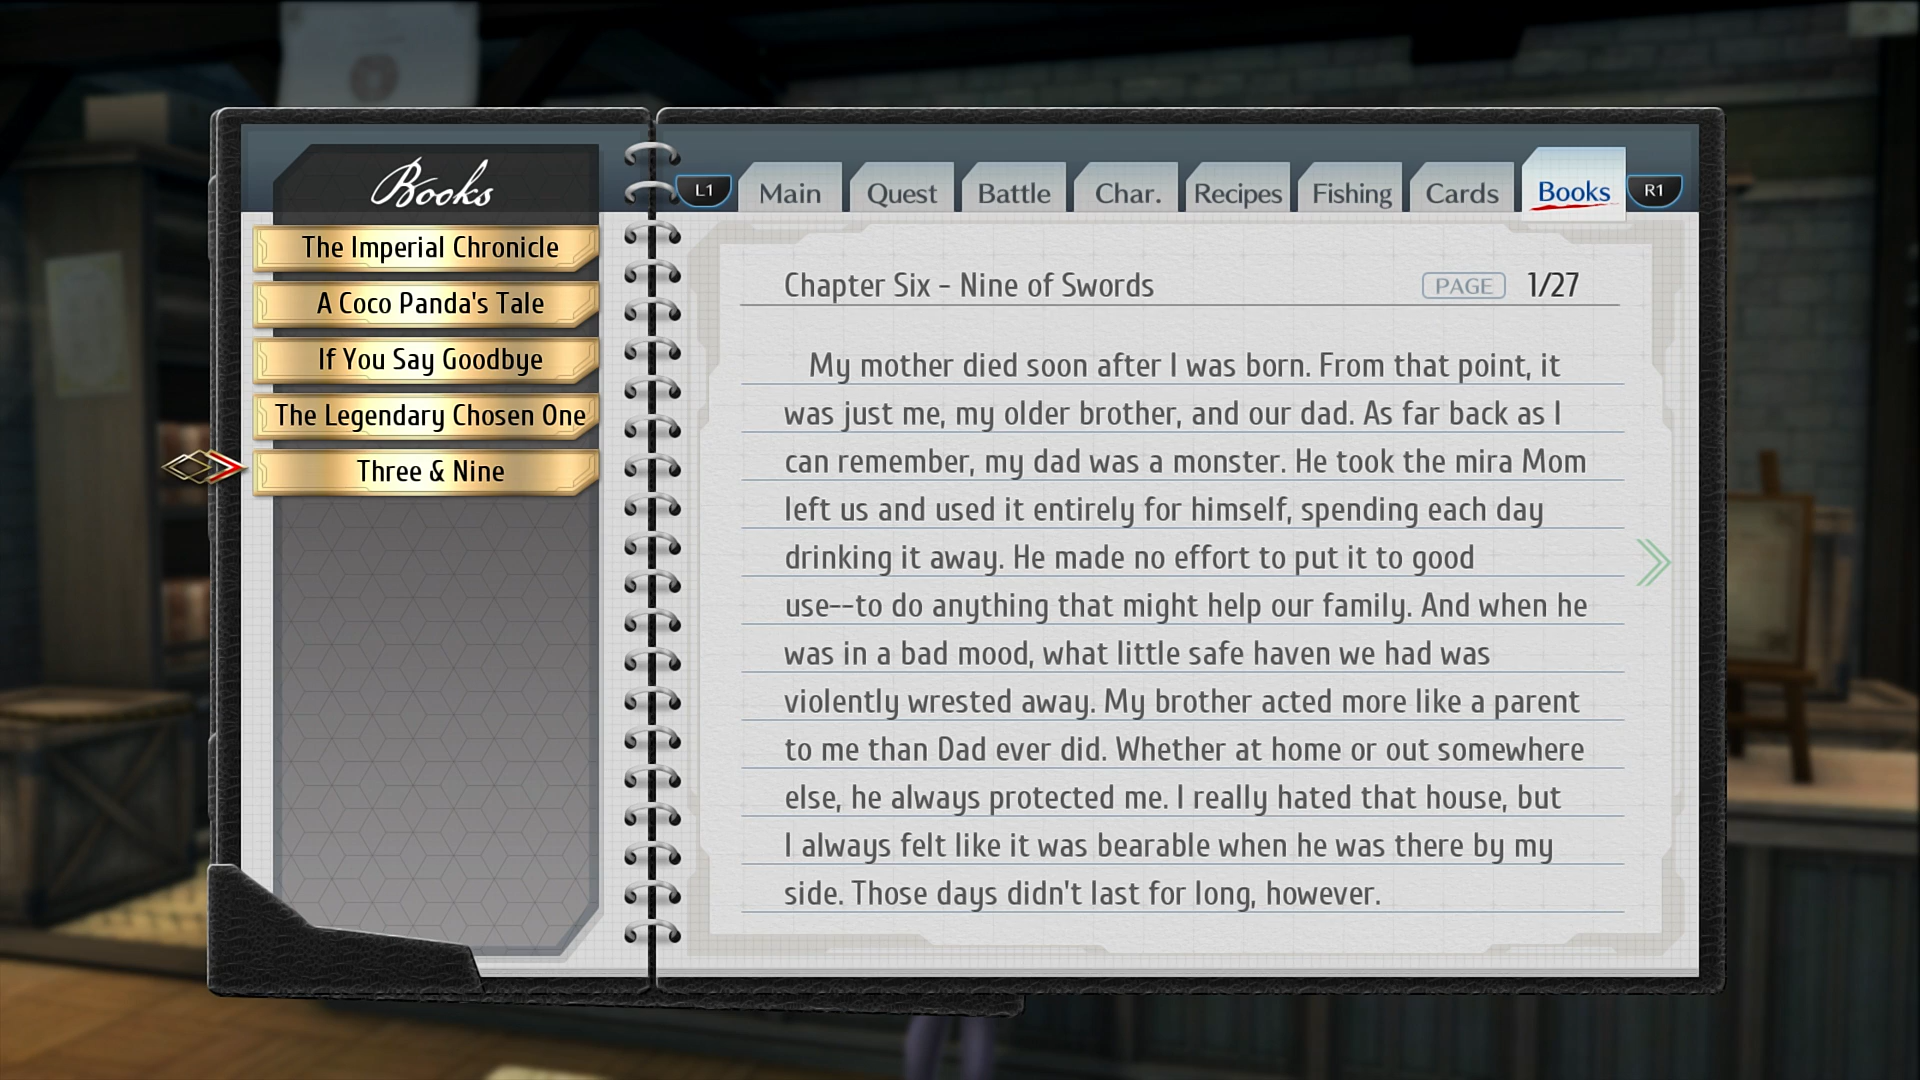 Books
The Imperial Chronicle
A Coco Panda's Tale
If You Say Goodbye
The Legendary Chosen One
Three & Nine
L1
Main
Quest
Battle
Char.
Recipes
Fishing
Cards
Books
R1
Chapter Six - Nine of Swords
PAGE 1/27
My mother died soon after I was born. From that point, it
was just me, my older brother, and our dad. As far back as I
can remember, my dad was a monster. He took the mira Mom
left us and used it entirely for himself, spending each day
drinking it away. He made no effort to put it to good
use--to do anything that might help our family. And when he
was in a bad mood, what little safe haven we had was
violently wrested away. My brother acted more like a parent
to me than Dad ever did. Whether at home or out somewhere
else, he always protected me. I really hated that house, but
I always felt like it was bearable when he was there by my
side. Those days didn't last for long, however.